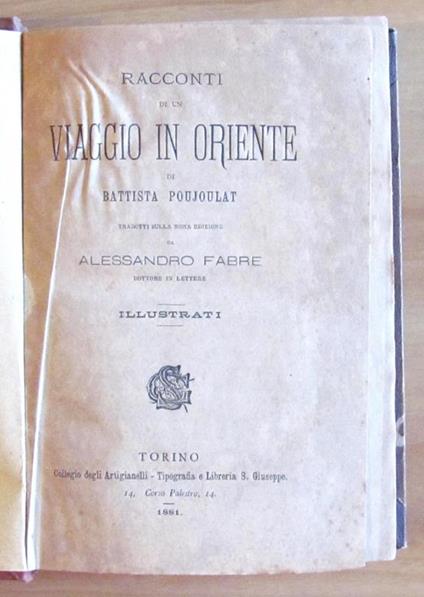 RACCONTI
DI UN
VIAGGIO IN ORIENTE
DI
BATTISTA POUJOULAT
TRADOTTI SULLA NONA EDIZIONE
DA
ALESSANDRO FABRE
DOTTORE IN LETTERE
ILLUSTRATI
TORINO
Collegio degli Artigianelli - Tipografia e Libreria S. Giuseppe.
14, Corso Palestro, 14.
1881.